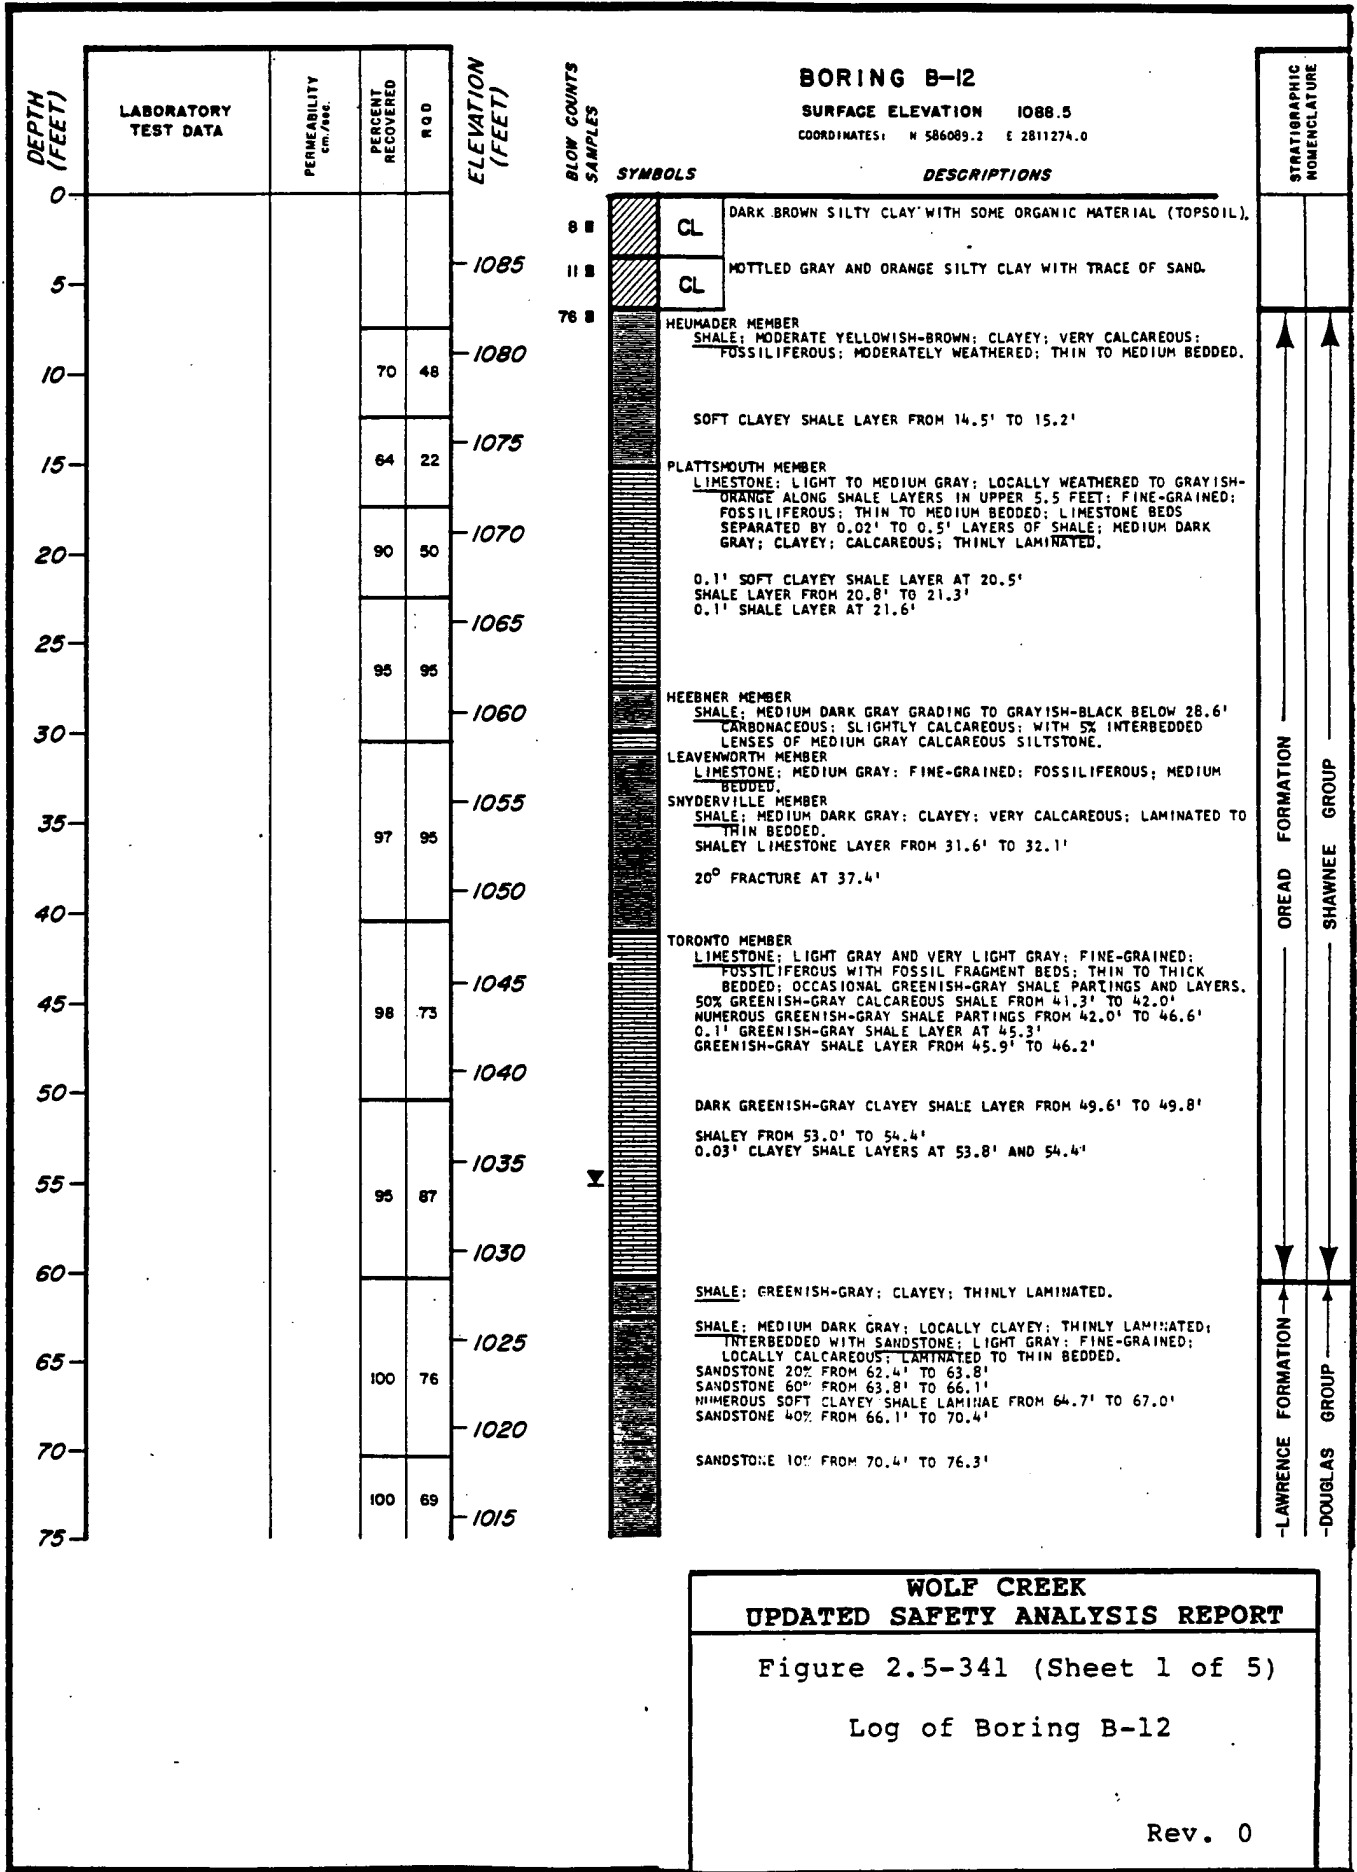 BORING B-12
SURFACE ELEVATION 1088.5
COORDINATES: N 586089.2 E 2811274.0
DEPTH (FEET)
LABORATORY TEST DATA
PERMEABILITY cm./sec.
PERCENT RECOVERED
RQD
ELEVATION (FEET)
BLOW COUNTS
SAMPLES
SYMBOLS
DESCRIPTIONS
STRATIGRAPHIC NOMENCLATURE
0
5
10
15
20
25
30
35
40
45
50
55
60
65
70
75
70 48
64 22
90 50
95 95
97 95
98 73
95 87
100 76
100 69
1085
1080
1075
1070
1065
1060
1055
1050
1045
1040
1035
1030
1025
1020
1015
8
11
76
CL
DARK BROWN SILTY CLAY WITH SOME ORGANIC MATERIAL (TOPSOIL).
CL
MOTTLED GRAY AND ORANGE SILTY CLAY WITH TRACE OF SAND.
HEUMADER MEMBER
SHALE; MODERATE YELLOWISH-BROWN; CLAYEY; VERY CALCAREOUS;
FOSSILIFEROUS; MODERATELY WEATHERED; THIN TO MEDIUM BEDDED.
SOFT CLAYEY SHALE LAYER FROM 14.5' TO 15.2'
PLATTSMOUTH MEMBER
LIMESTONE; LIGHT TO MEDIUM GRAY; LOCALLY WEATHERED TO GRAYISH-
ORANGE ALONG SHALE LAYERS IN UPPER 5.5 FEET; FINE-GRAINED;
FOSSILIFEROUS; THIN TO MEDIUM BEDDED; LIMESTONE BEDS
SEPARATED BY 0.02' TO 0.5' LAYERS OF SHALE; MEDIUM DARK
GRAY; CLAYEY; CALCAREOUS; THINLY LAMINATED.
0.1' SOFT CLAYEY SHALE LAYER AT 20.5'
SHALE LAYER FROM 20.8' TO 21.3'
0.1' SHALE LAYER AT 21.6'
HEEBNER MEMBER
SHALE; MEDIUM DARK GRAY GRADING TO GRAYISH-BLACK BELOW 28.6'
CARBONACEOUS; SLIGHTLY CALCAREOUS; WITH 5% INTERBEDDED
LENSES OF MEDIUM GRAY CALCAREOUS SILTSTONE.
LEAVENWORTH MEMBER
LIMESTONE; MEDIUM GRAY; FINE-GRAINED; FOSSILIFEROUS; MEDIUM
BEDDED.
SNYDERVILLE MEMBER
SHALE; MEDIUM DARK GRAY; CLAYEY; VERY CALCAREOUS; LAMINATED TO
THIN BEDDED.
SHALEY LIMESTONE LAYER FROM 31.6' TO 32.1'
20° FRACTURE AT 37.4'
TORONTO MEMBER
LIMESTONE; LIGHT GRAY AND VERY LIGHT GRAY; FINE-GRAINED;
FOSSILIFEROUS WITH FOSSIL FRAGMENT BEDS; THIN TO THICK
BEDDED; OCCASIONAL GREENISH-GRAY SHALE PARTINGS AND LAYERS.
50% GREENISH-GRAY CALCAREOUS SHALE FROM 41.3' TO 42.0'
NUMEROUS GREENISH-GRAY SHALE PARTINGS FROM 42.0' TO 46.6'
0.1' GREENISH-GRAY SHALE LAYER AT 45.3'
GREENISH-GRAY SHALE LAYER FROM 45.9' TO 46.2'
DARK GREENISH-GRAY CLAYEY SHALE LAYER FROM 49.6' TO 49.8'
SHALEY FROM 53.0' TO 54.4'
0.03' CLAYEY SHALE LAYERS AT 53.8' AND 54.4'
SHALE; GREENISH-GRAY; CLAYEY; THINLY LAMINATED.
SHALE; MEDIUM DARK GRAY; LOCALLY CLAYEY; THINLY LAMINATED;
INTERBEDDED WITH SANDSTONE; LIGHT GRAY; FINE-GRAINED;
LOCALLY CALCAREOUS; LAMINATED TO THIN BEDDED.
SANDSTONE 20% FROM 62.4' TO 63.8'
SANDSTONE 60% FROM 63.8' TO 66.1'
NUMEROUS SOFT CLAYEY SHALE LAMINAE FROM 64.7' TO 67.0'
SANDSTONE 40% FROM 66.1' TO 70.4'
SANDSTONE 10% FROM 70.4' TO 76.3'
OREAD FORMATION
SHAWNEE GROUP
LAWRENCE FORMATION
DOUGLAS GROUP
WOLF CREEK
UPDATED SAFETY ANALYSIS REPORT
Figure 2.5-341 (Sheet 1 of 5)
Log of Boring B-12
Rev. 0